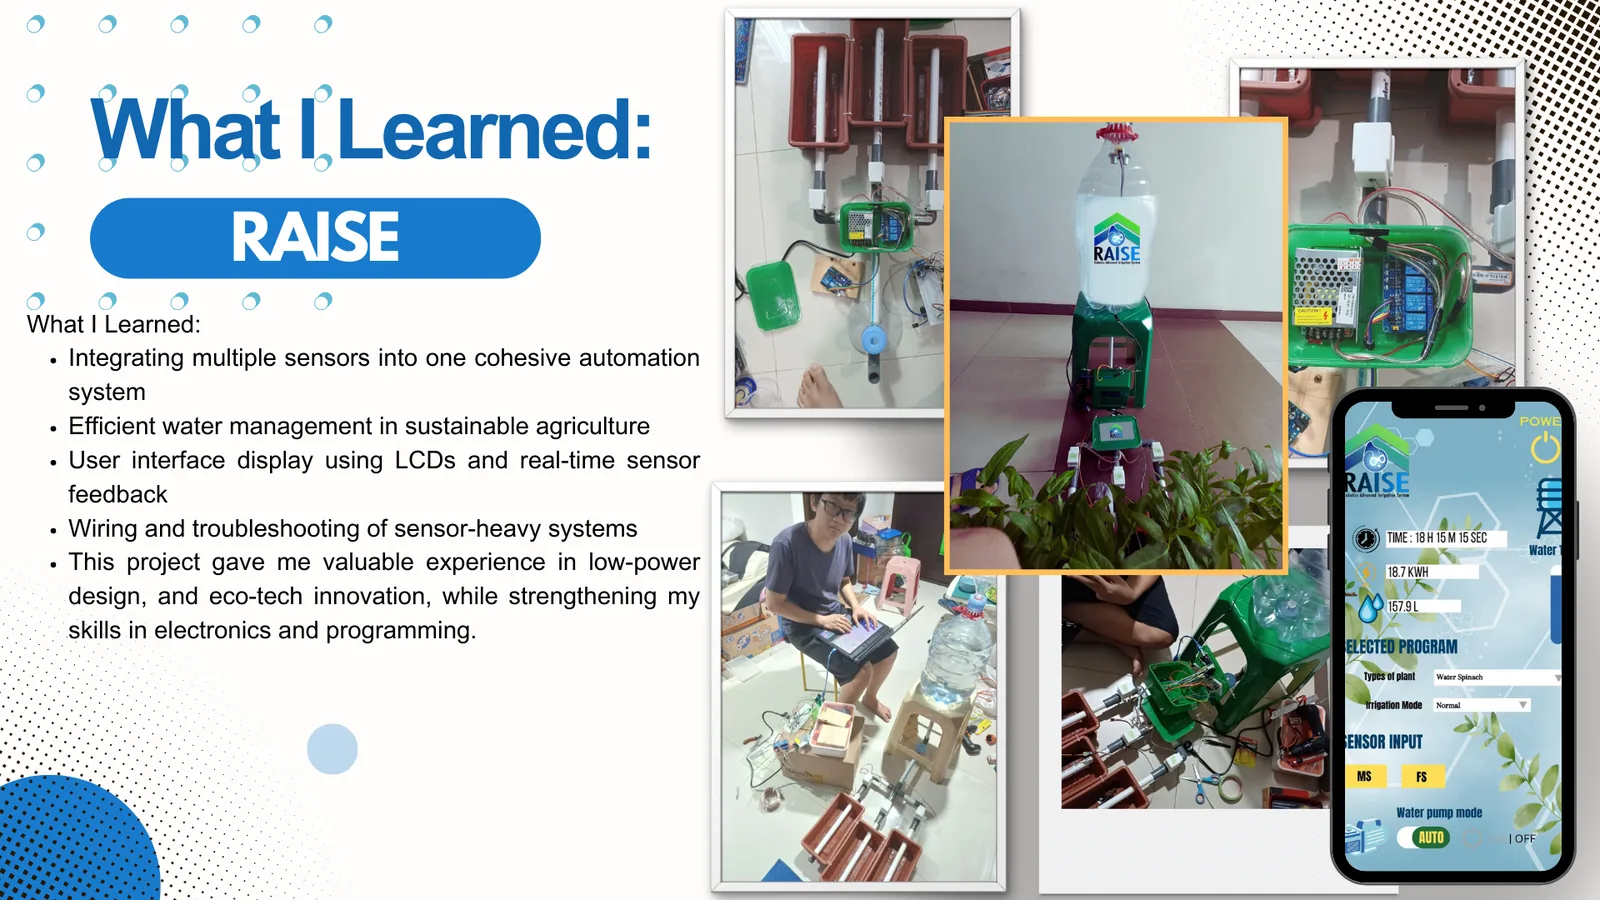 What I Learned:
RAISE
What I Learned:
Integrating multiple sensors into one cohesive automation
system
Efficient water management in sustainable agriculture
User interface display using LCDs and real-time sensor
feedback
Wiring and troubleshooting of sensor-heavy systems
This project gave me valuable experience in low-power
design, and eco-tech innovation, while strengthening my
skills in electronics and programming.
RAISE
CAUTION!
POWE
RAISE
TIME : 18 H 15 M 15 SEC
Water T
18.7 KWH
157.9 L
ELECTED PROGRAM
Types of plant
Water Spinach
Irrigation Mode
Normal
SENSOR INPUT
MS
FS
Water pump mode
AUTO
| OFF